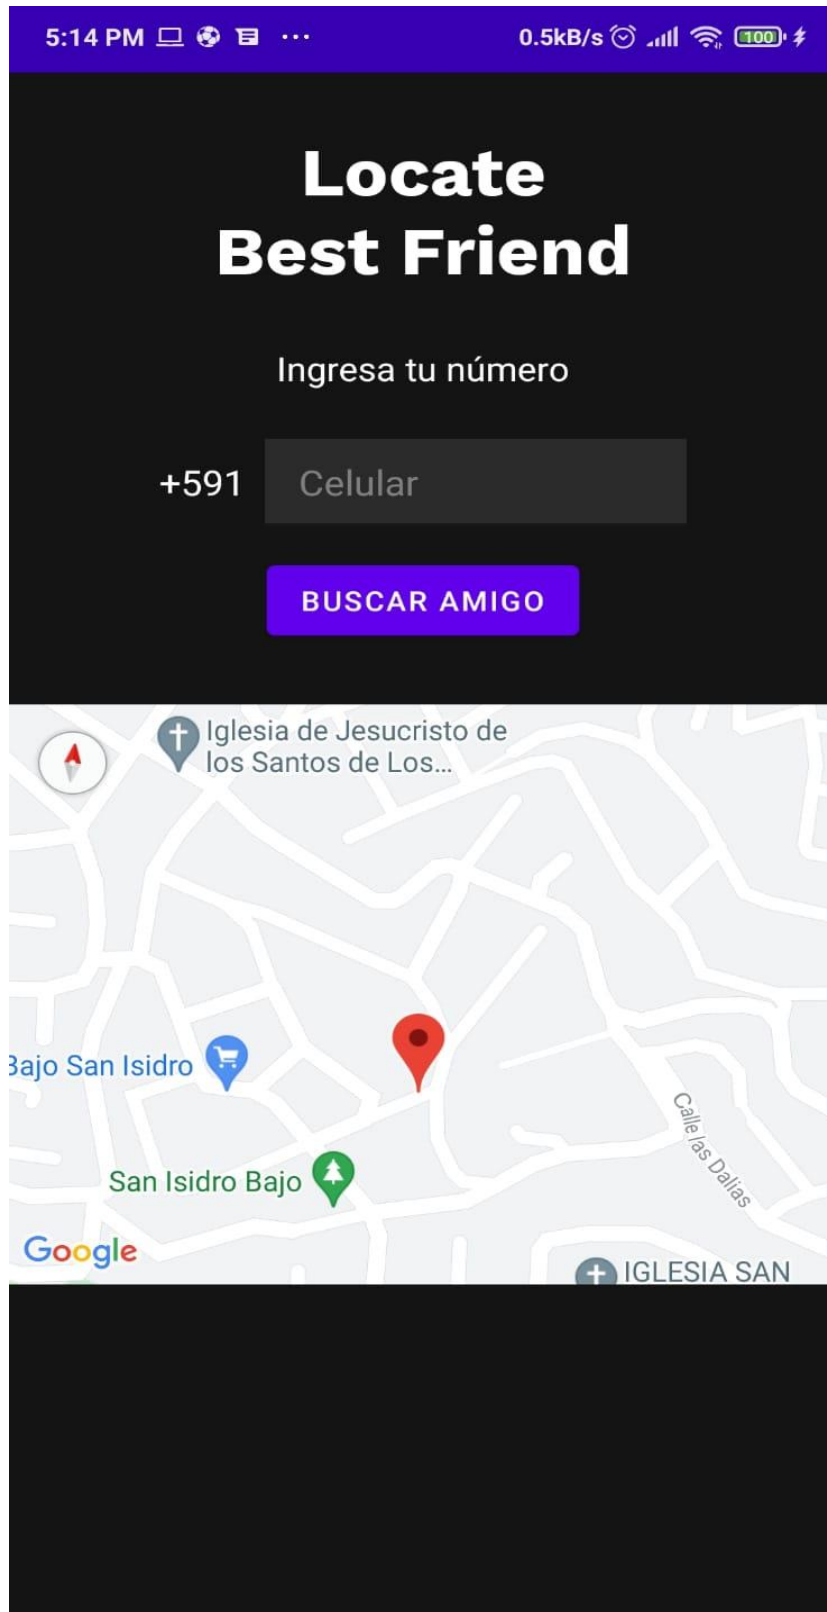 5:14 PM ... 0.5kB/s 100
Locate
Best Friend
Ingresa tu número
+591 Celular
BUSCAR AMIGO
Iglesia de Jesucristo de
los Santos de Los...
Bajo San Isidro
Calle las Dalias
San Isidro Bajo
Google
IGLESIA SAN